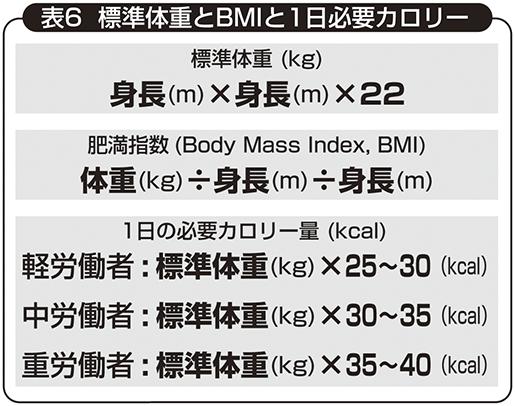 表6 標準体重とBMIと1日必要カロリー
標準体重 (kg)
身長(m)×身長(m)×22
肥満指数 (Body Mass Index, BMI)
体重(kg)÷身長(m)÷身長(m)
1日の必要カロリー量 (kcal)
軽労働者:標準体重(kg)×25~30 (kcal)
中労働者:標準体重(kg)×30~35 (kcal)
重労働者:標準体重(kg)×35~40 (kcal)